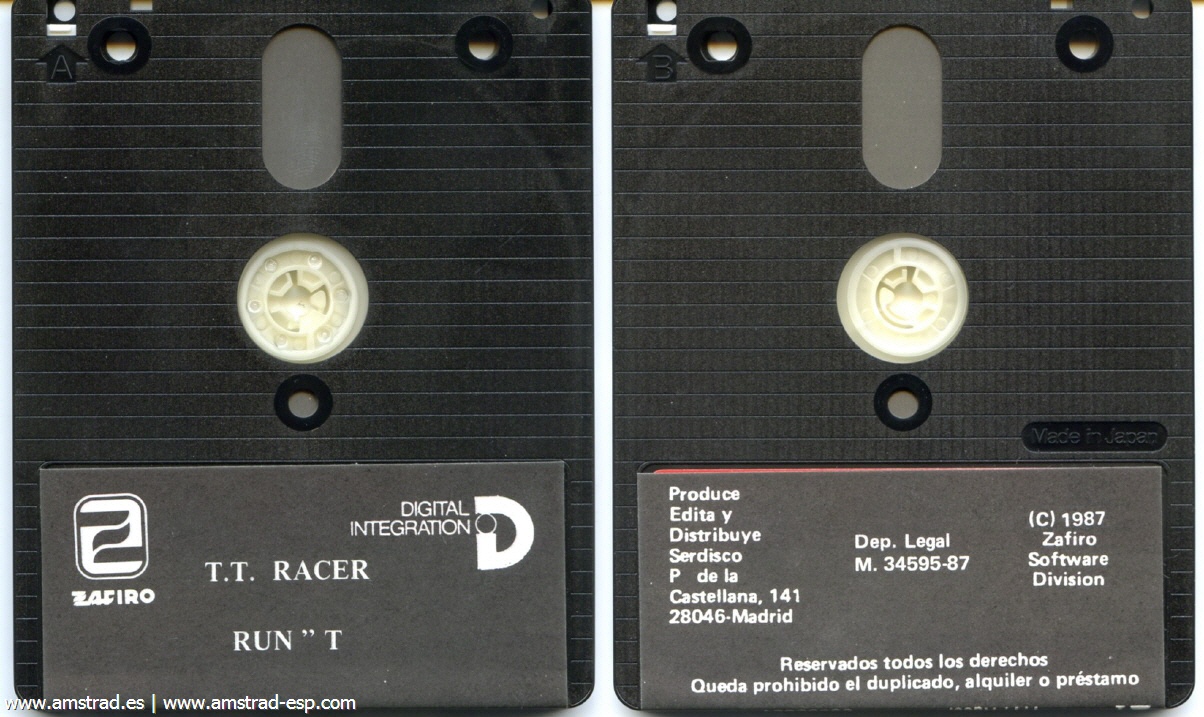 A
ZAFIRO
DIGITAL
INTEGRATION
T.T. RACER
RUN " T
B
Made in Japan
Produce
Edita y
Distribuye
Serdisco
P de la
Castellana, 141
28046-Madrid
Dep. Legal
M. 34595-87
(C) 1987
Zafiro
Software
Division
Reservados todos los derechos
Queda prohibido el duplicado, alquiler o préstamo
www.amstrad.es | www.amstrad-esp.com